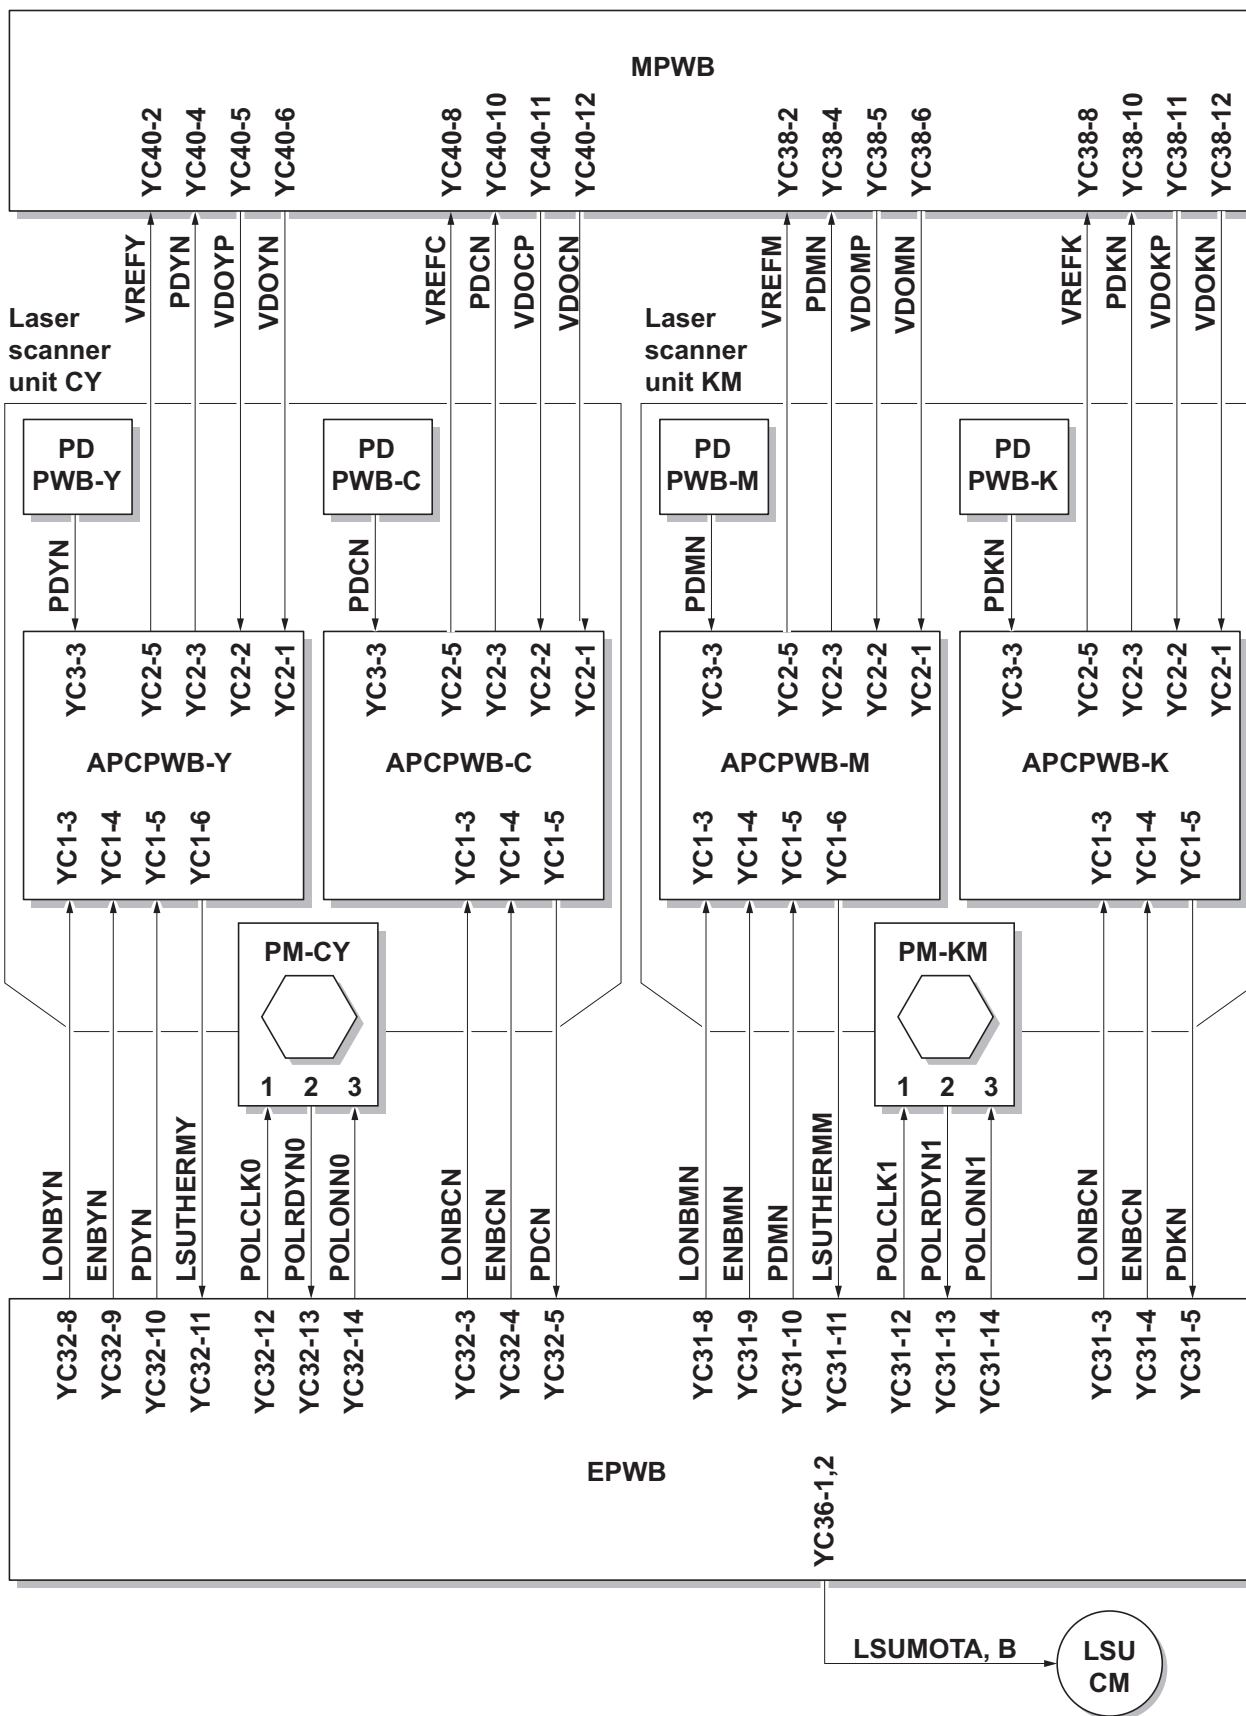 MPWB
YC40-2
YC40-4
YC40-5
YC40-6
YC40-8
YC40-10
YC40-11
YC40-12
YC38-2
YC38-4
YC38-5
YC38-6
YC38-8
YC38-10
YC38-11
YC38-12
VREFY
PDYN
VDOYP
VDOYN
VREFC
PDCN
VDOCP
VDOCN
VREFM
PDMN
VDOMP
VDOMN
VREFK
PDKN
VDOKP
VDOKN
Laser
scanner
unit CY
Laser
scanner
unit KM
PD
PWB-Y
PD
PWB-C
PD
PWB-M
PD
PWB-K
PDYN
PDCN
PDMN
PDKN
YC3-3
YC2-5
YC2-3
YC2-2
YC2-1
YC3-3
YC2-5
YC2-3
YC2-2
YC2-1
YC3-3
YC2-5
YC2-3
YC2-2
YC2-1
YC3-3
YC2-5
YC2-3
YC2-2
YC2-1
APCPWB-Y
APCPWB-C
APCPWB-M
APCPWB-K
YC1-3
YC1-4
YC1-5
YC1-6
YC1-3
YC1-4
YC1-5
YC1-3
YC1-4
YC1-5
YC1-6
YC1-3
YC1-4
YC1-5
PM-CY
1 2 3
PM-KM
1 2 3
LONBYN
ENBYN
PDYN
LSUTHERMY
POLCLK0
POLRDYN0
POLONN0
LONBCN
ENBCN
PDCN
LONBMN
ENBMN
PDMN
LSUTHERMM
POLCLK1
POLRDYN1
POLONN1
LONBCN
ENBCN
PDKN
YC32-8
YC32-9
YC32-10
YC32-11
YC32-12
YC32-13
YC32-14
YC32-3
YC32-4
YC32-5
YC31-8
YC31-9
YC31-10
YC31-11
YC31-12
YC31-13
YC31-14
YC31-3
YC31-4
YC31-5
EPWB
YC36-1,2
LSUMOTA, B
LSU
CM